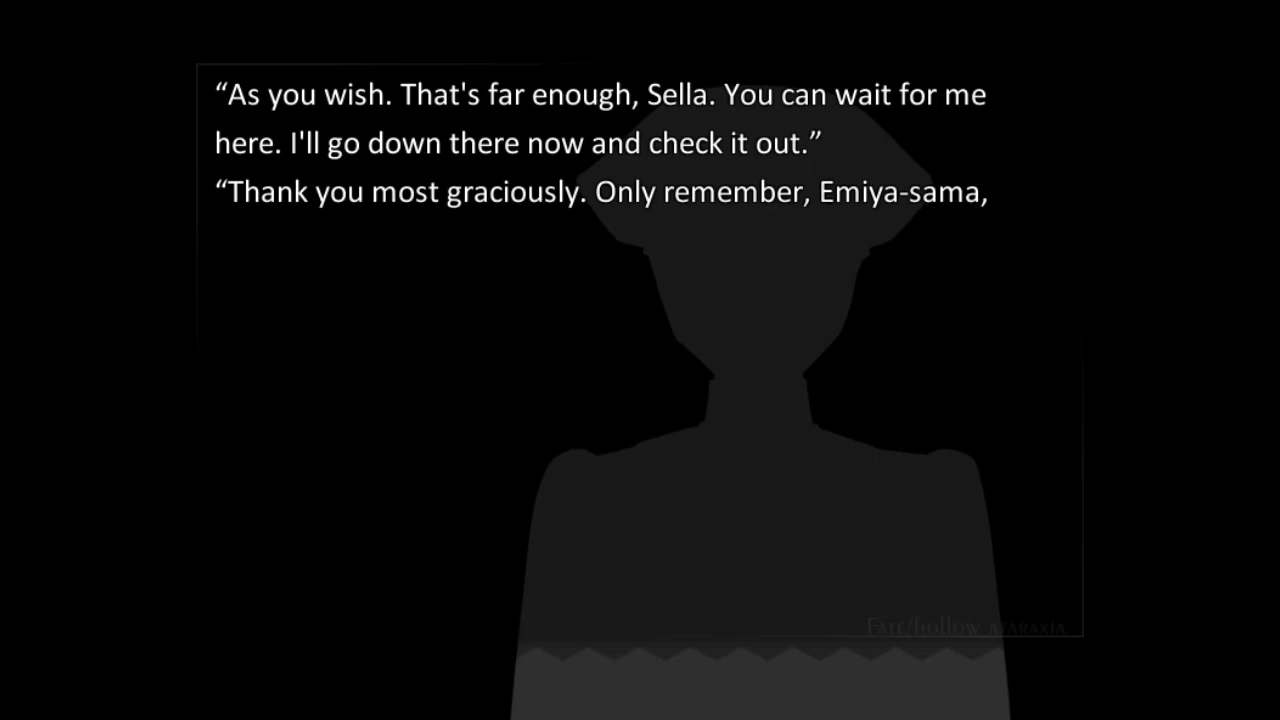 “As you wish. That's far enough, Sella. You can wait for me
here. I'll go down there now and check it out.”
“Thank you most graciously. Only remember, Emiya-sama,
Fate/hollow ataraxia